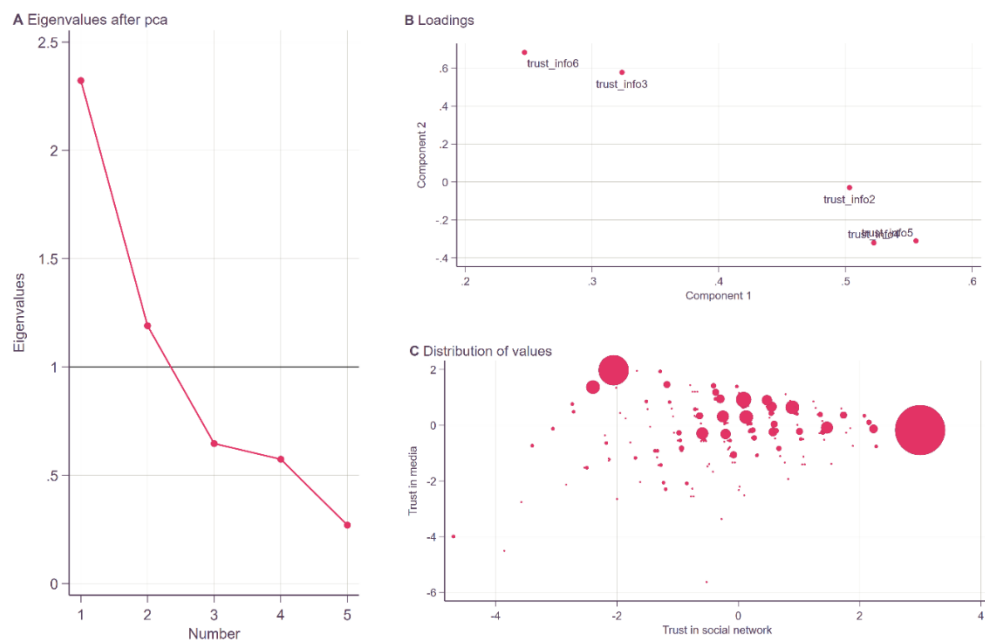 A Eigenvalues after pca
2.5
2
1.5
1
.5
0
Eigenvalues
1 2 3 4 5
Number
B Loadings
.6
.4
.2
0
-.2
-.4
Component 2
trust_info6
trust_info3
trust_info2
trust_info4
trust_info5
.2 .3 .4 .5 .6
Component 1
C Distribution of values
2
0
-2
-4
-6
Trust in media
-4 -2 0 2 4
Trust in social network